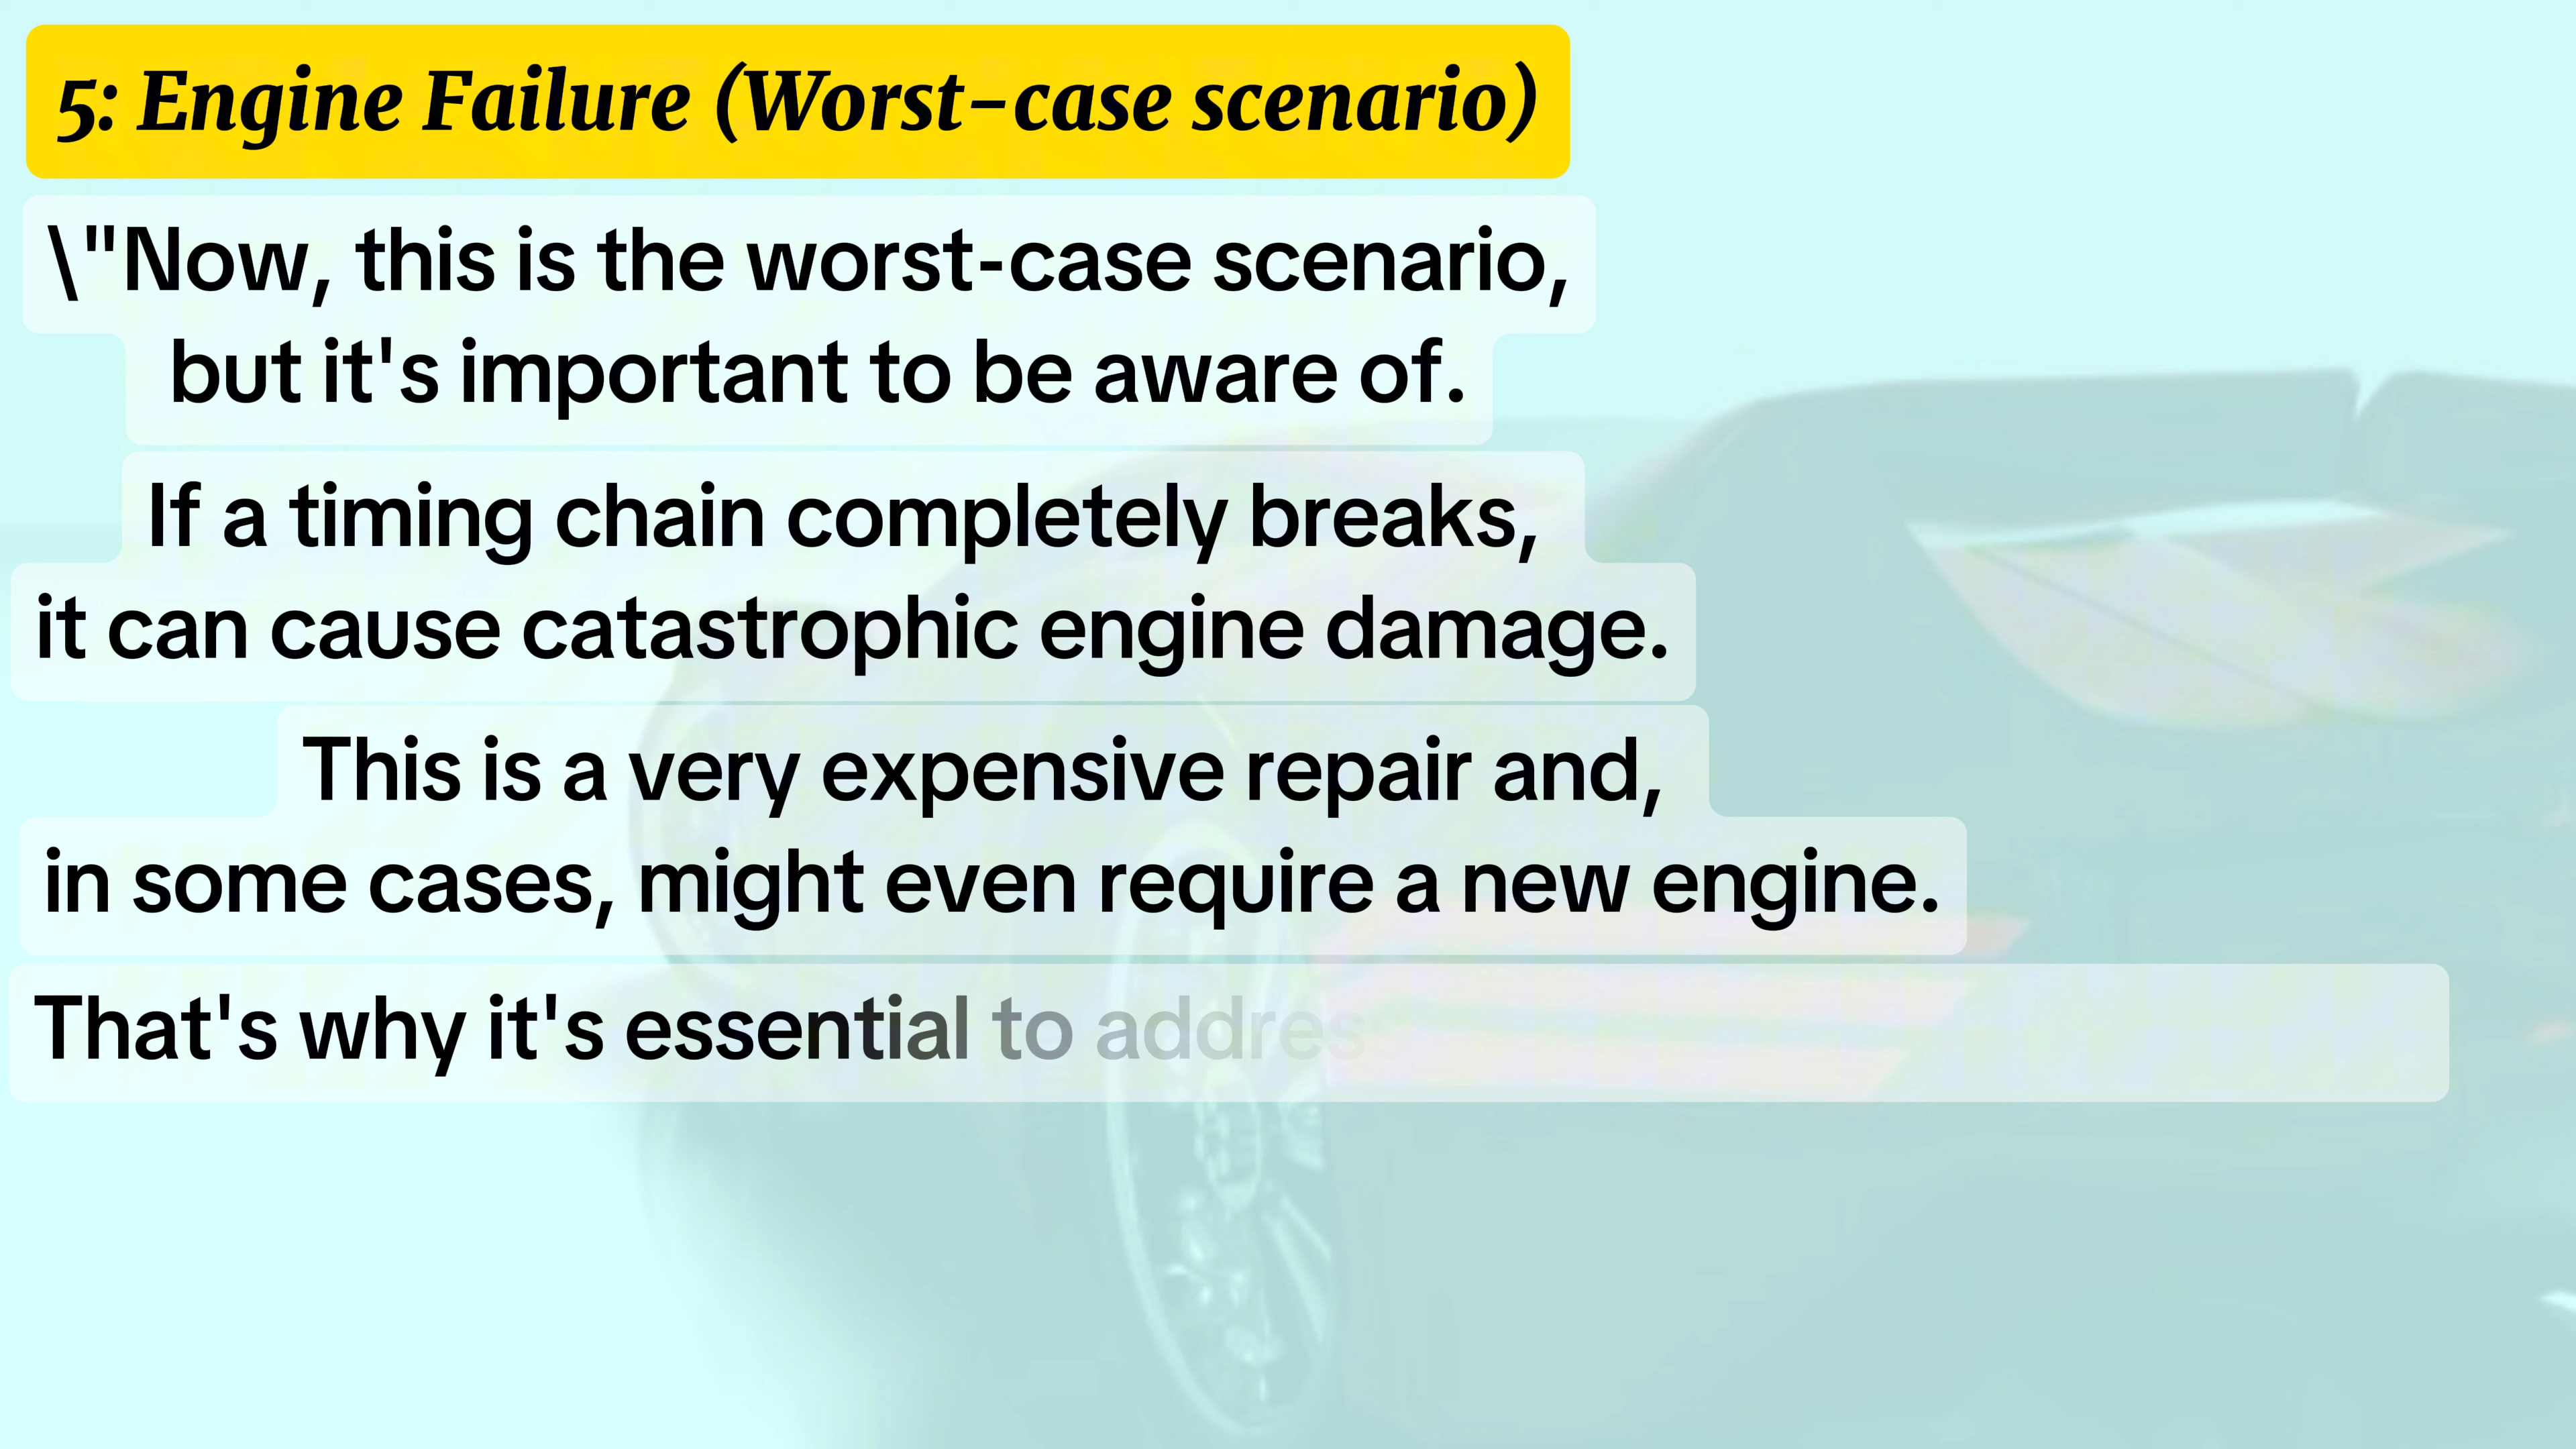 5: Engine Failure (Worst-case scenario)
\"Now, this is the worst-case scenario,
but it's important to be aware of.
If a timing chain completely breaks,
it can cause catastrophic engine damage.
This is a very expensive repair and,
in some cases, might even require a new engine.
That's why it's essential to address